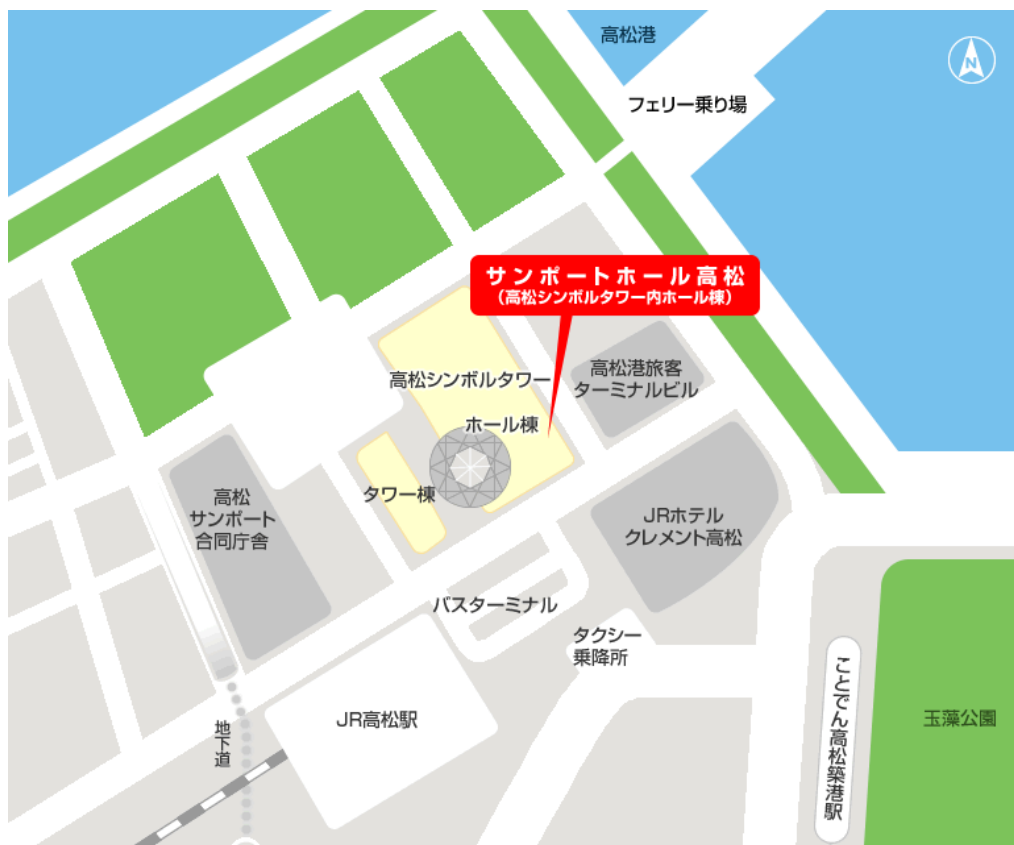 高松港
N
フェリー乗り場
サンポートホール高松
(高松シンボルタワー内ホール棟)
高松港旅客
ターミナルビル
高松シンボルタワー
ホール棟
タワー棟
高松
サンポート
合同庁舎
JRホテル
クレメント高松
バスターミナル
タクシー
乗降所
JR高松駅
地下道
ことでん高松築港駅
玉藻公園